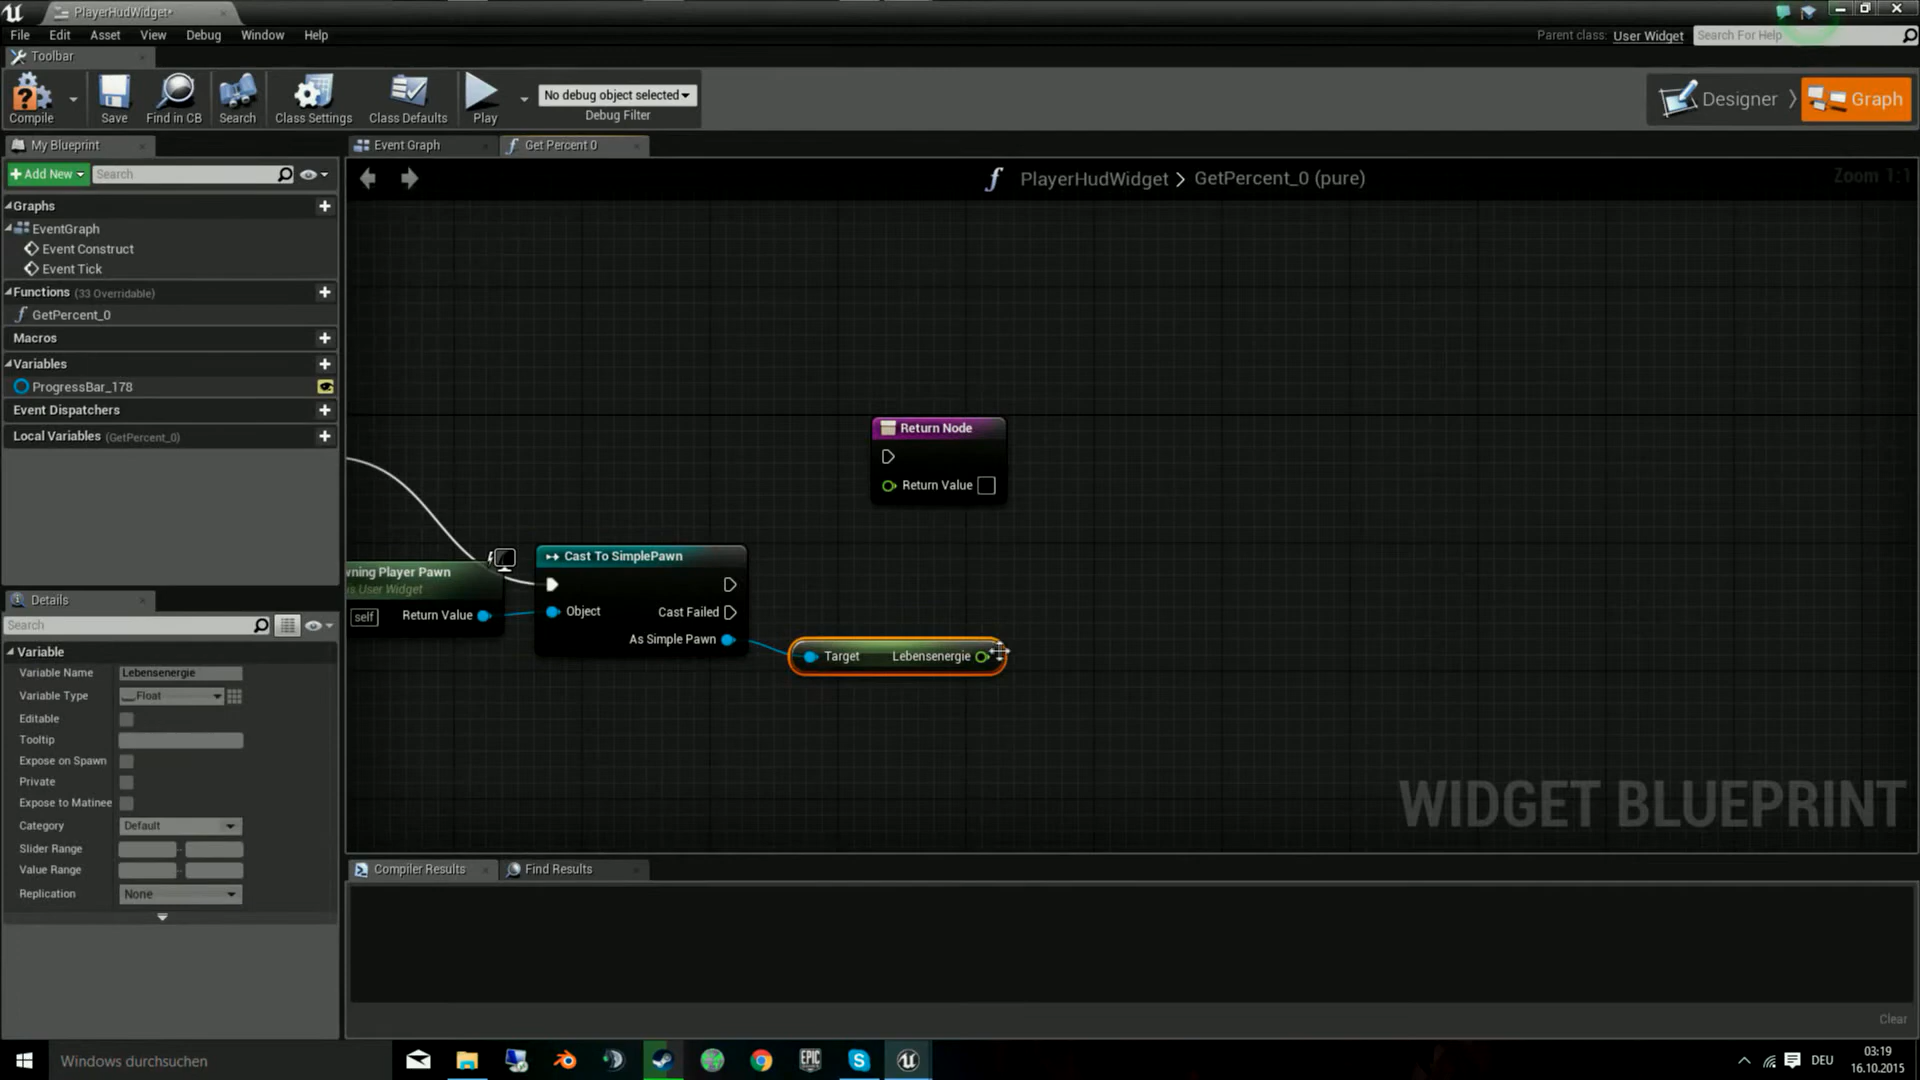 PlayerHudWidget*
File Edit Asset View Debug Window Help
Parent class: User Widget Search For Help
Toolbar
Compile Save Find in CB Search Class Settings Class Defaults Play
No debug object selected
Debug Filter
Designer Graph
My Blueprint
Event Graph Get Percent 0
Add New Search
PlayerHudWidget > GetPercent_0 (pure)
Zoom 1:1
Graphs
EventGraph
Event Construct
Event Tick
Functions (33 Overridable)
GetPercent_0
Macros
Variables
ProgressBar_178
Event Dispatchers
Local Variables (GetPercent_0)
Return Node
Return Value
Cast To SimplePawn
Object
Cast Failed
As Simple Pawn
wning Player Pawn
is User Widget
self Return Value
Target Lebensenergie
Details
Search
Variable
Variable Name Lebensenergie
Variable Type Float
Editable
Tooltip
Expose on Spawn
Private
Expose to Matinee
Category Default
Slider Range
Value Range
Replication None
WIDGET BLUEPRINT
Compiler Results Find Results
Clear
Windows durchsuchen
EPIC
DEU
03:19
16.10.2015